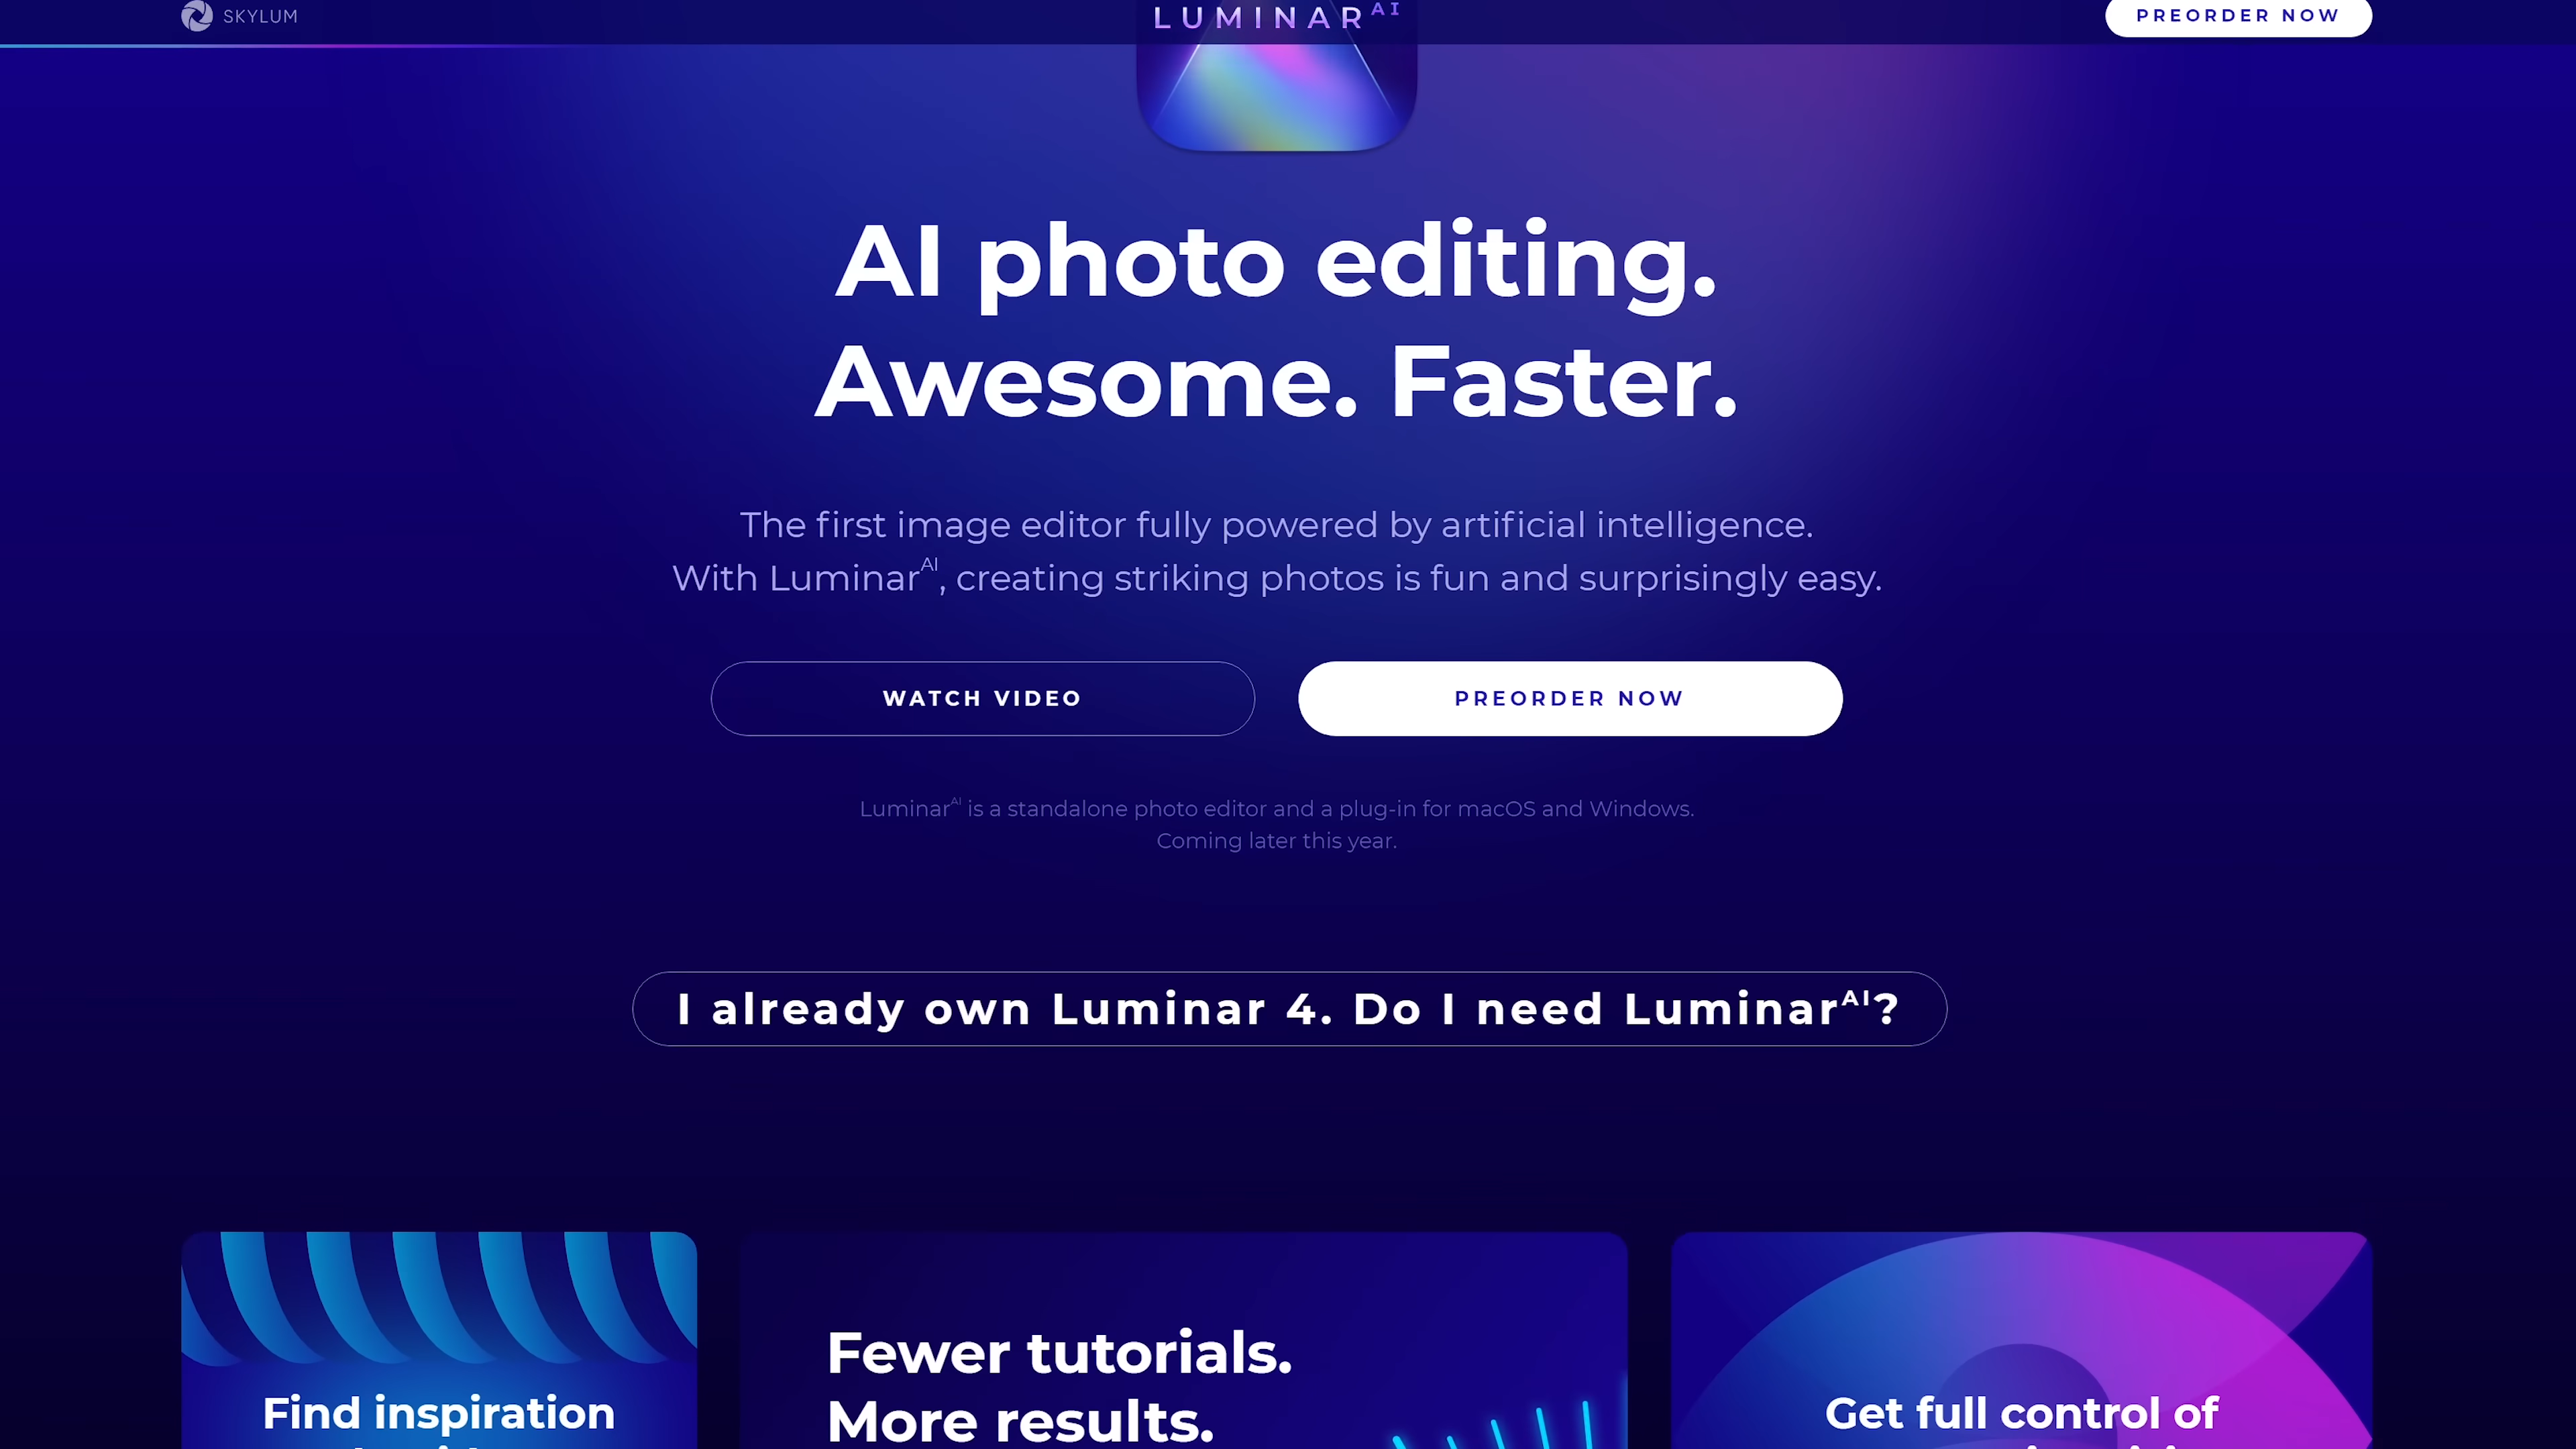 SKYLUM
LUMINAR AI
PREORDER NOW
AI photo editing.
Awesome. Faster.
The first image editor fully powered by artificial intelligence.
With Luminar AI, creating striking photos is fun and surprisingly easy.
WATCH VIDEO
PREORDER NOW
Luminar AI is a standalone photo editor and a plug-in for macOS and Windows.
Coming later this year.
I already own Luminar 4. Do I need Luminar AI?
Fewer tutorials.
More results.
Find inspiration
Get full control of